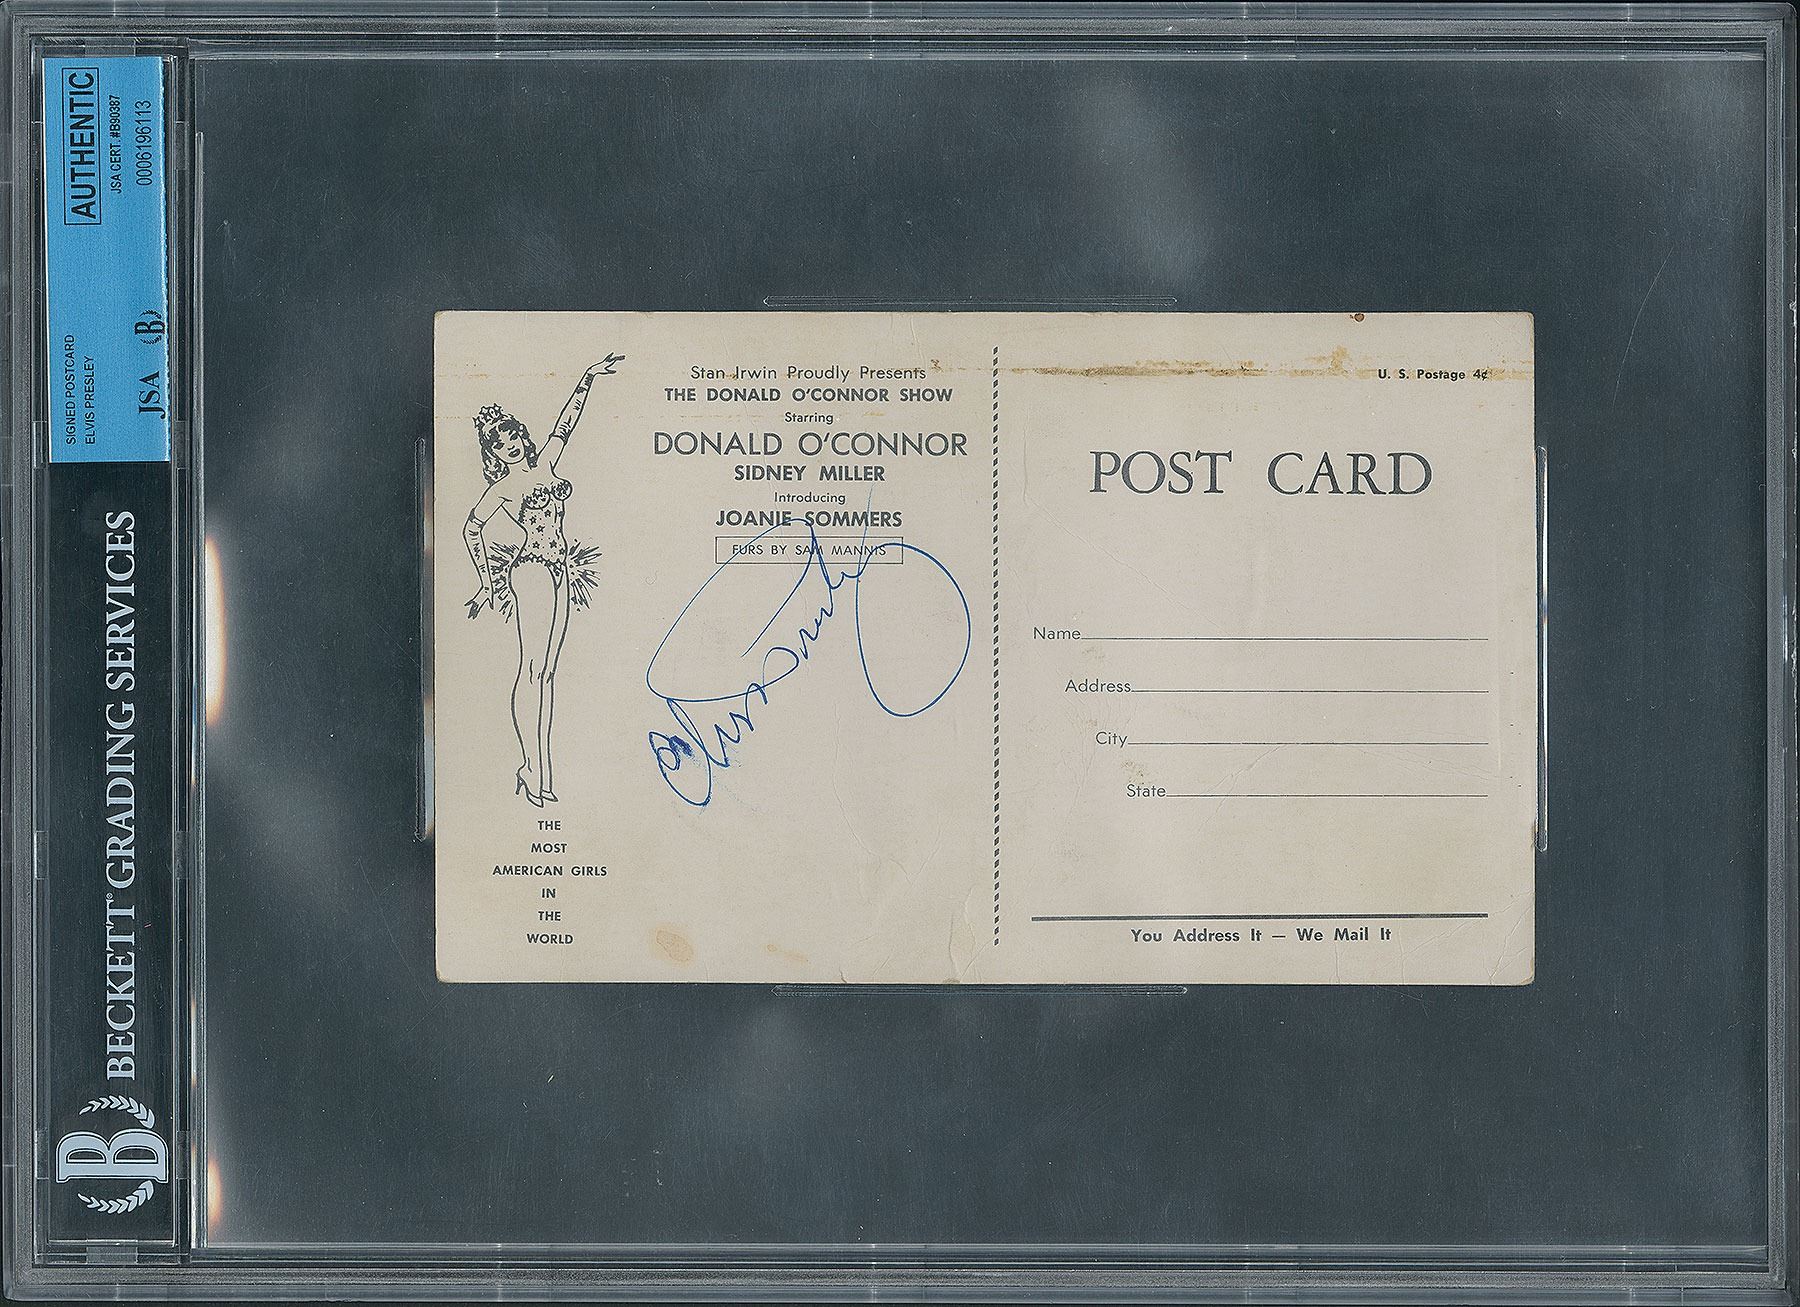 AUTHENTIC
JSA CERT. #B90387
0006196113
SIGNED POSTCARD
ELVIS PRESLEY
JSA B
BECKETT GRADING SERVICES
B
Stan Irwin Proudly Presents
THE DONALD O'CONNOR SHOW
Starring
DONALD O'CONNOR
SIDNEY MILLER
Introducing
JOANIE SOMMERS
FURS BY SAM MANNIS
Elvis Presley
THE
MOST
AMERICAN GIRLS
IN
THE
WORLD
U. S. Postage 4¢
POST CARD
Name
Address
City
State
You Address It — We Mail It